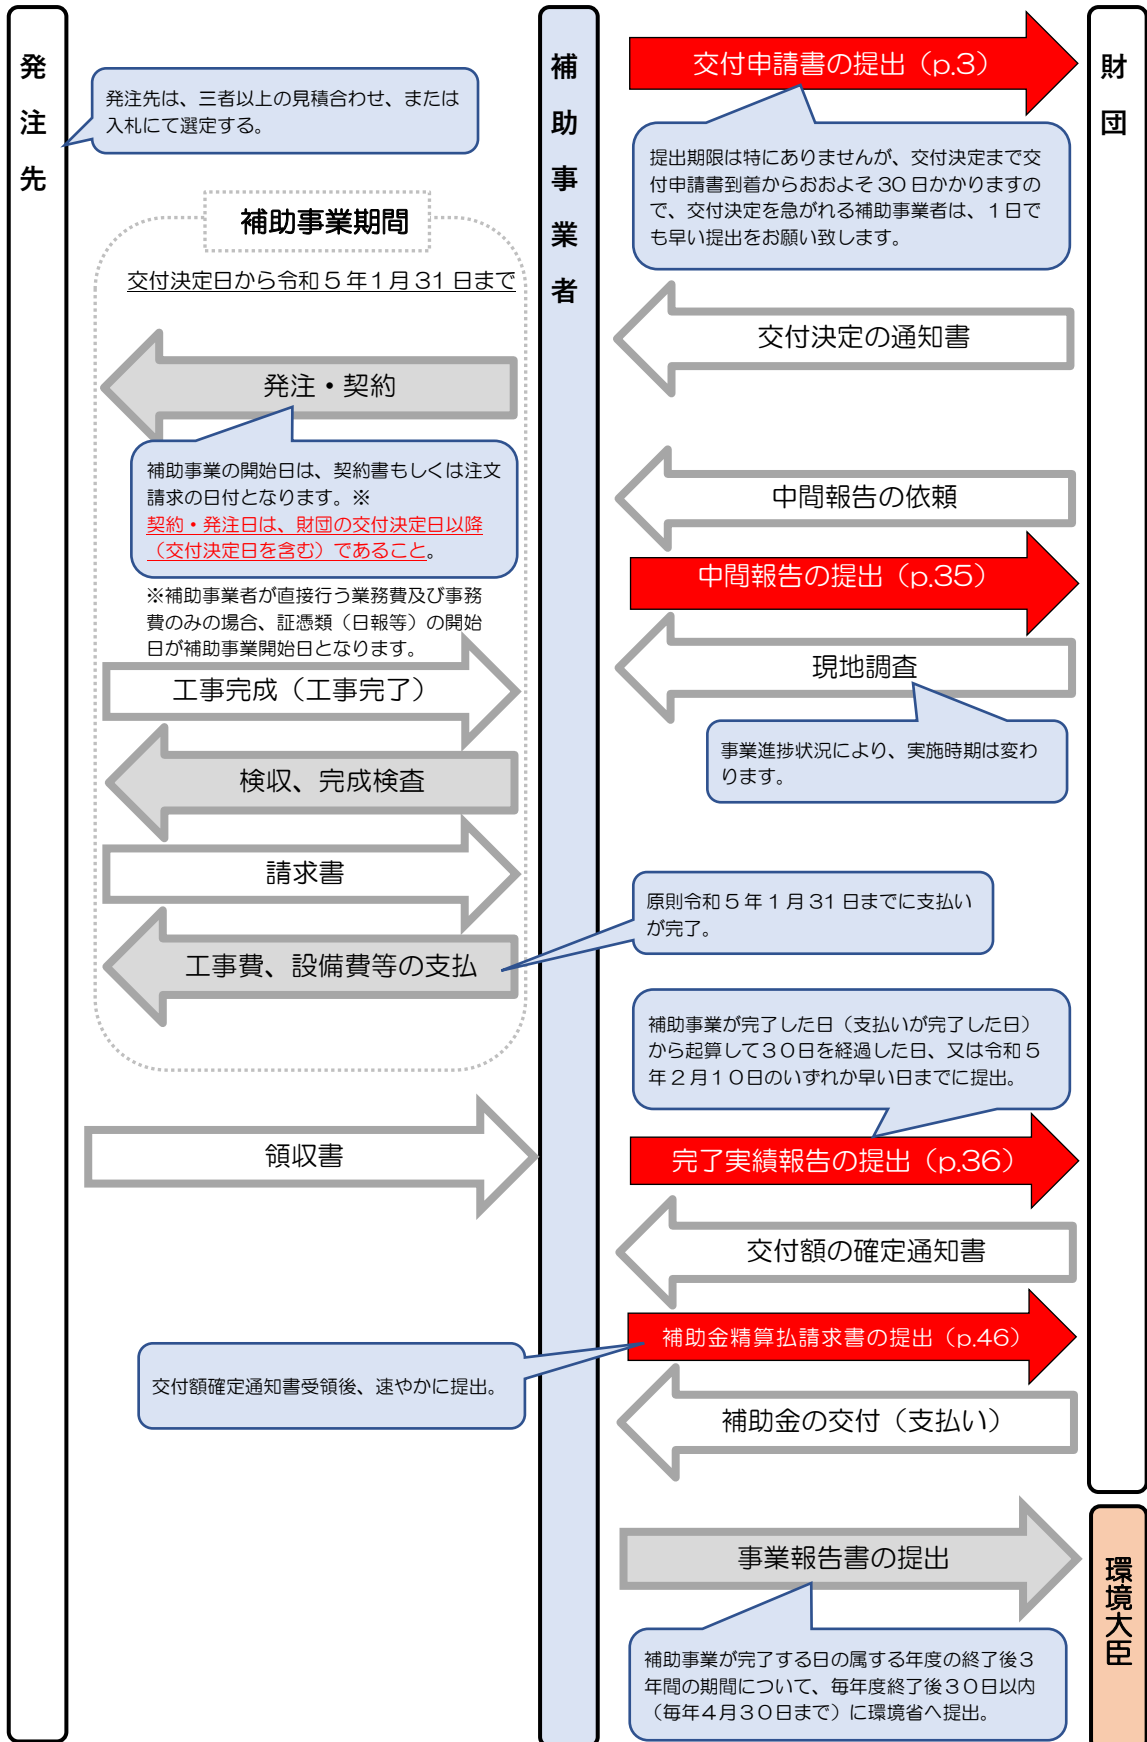 発注先
補助事業者
財団
環境大臣
交付申請書の提出（p.3）
発注先は、三者以上の見積合わせ、または
入札にて選定する。
提出期限は特にありませんが、交付決定まで交
付申請書到着からおおよそ 30 日かかりますの
で、交付決定を急がれる補助事業者は、１日で
も早い提出をお願い致します。
補助事業期間
交付決定日から令和５年１月 31 日まで
交付決定の通知書
発注・契約
補助事業の開始日は、契約書もしくは注文
請求の日付となります。※
契約・発注日は、財団の交付決定日以降
（交付決定日を含む）であること。
※補助事業者が直接行う業務費及び事務
費のみの場合、証憑類（日報等）の開始
日が補助事業開始日となります。
中間報告の依頼
中間報告の提出（p.35）
現地調査
事業進捗状況により、実施時期は変わ
ります。
工事完成（工事完了）
検収、完成検査
請求書
原則令和５年１月 31 日までに支払い
が完了。
工事費、設備費等の支払
補助事業が完了した日（支払いが完了した日）
から起算して３０日を経過した日、又は令和５
年２月１０日のいずれか早い日までに提出。
領収書
完了実績報告の提出（p.36）
交付額の確定通知書
補助金精算払請求書の提出（p.46）
交付額確定通知書受領後、速やかに提出。
補助金の交付（支払い）
事業報告書の提出
補助事業が完了する日の属する年度の終了後３
年間の期間について、毎年度終了後３０日以内
（毎年４月３０日まで）に環境省へ提出。